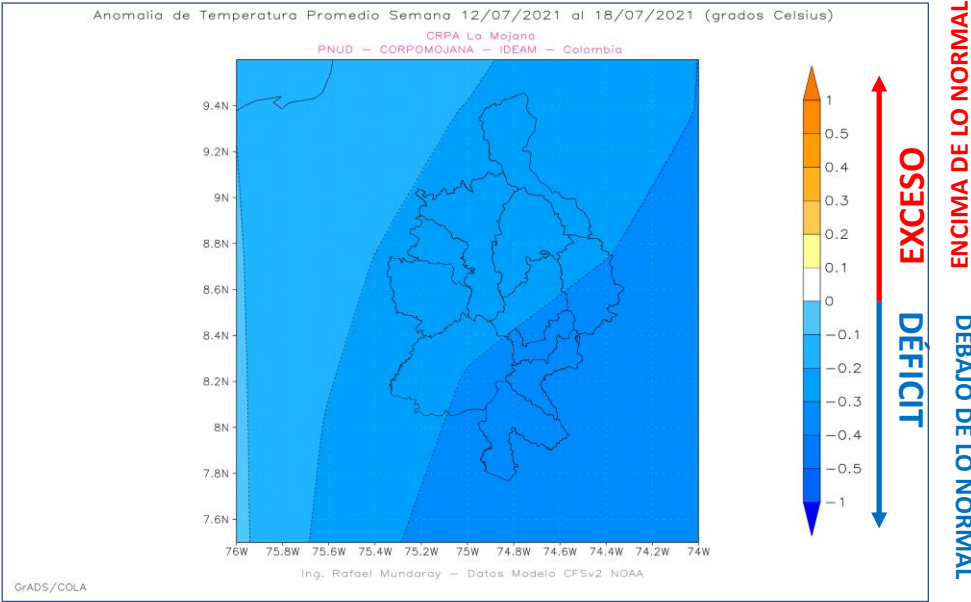 Anomalia de Temperatura Promedio Semana 12/07/2021 al 18/07/2021 (grados Celsius)
CRPA La Mojana
PNUD – CORPOMOJANA – IDEAM – Colombia
9.4N
9.2N
9N
8.8N
8.6N
8.4N
8.2N
8N
7.8N
7.6N
76W 75.8W 75.6W 75.4W 75.2W 75W 74.8W 74.6W 74.4W 74.2W 74W
1
0.5
0.4
0.3
0.2
0.1
0
−0.1
−0.2
−0.3
−0.4
−0.5
−1
EXCESO
DÉFICIT
ENCIMA DE LO NORMAL
DEBAJO DE LO NORMAL
Ing. Rafael Mundaray – Datos Modelo CFSv2 NOAA
GrADS/COLA